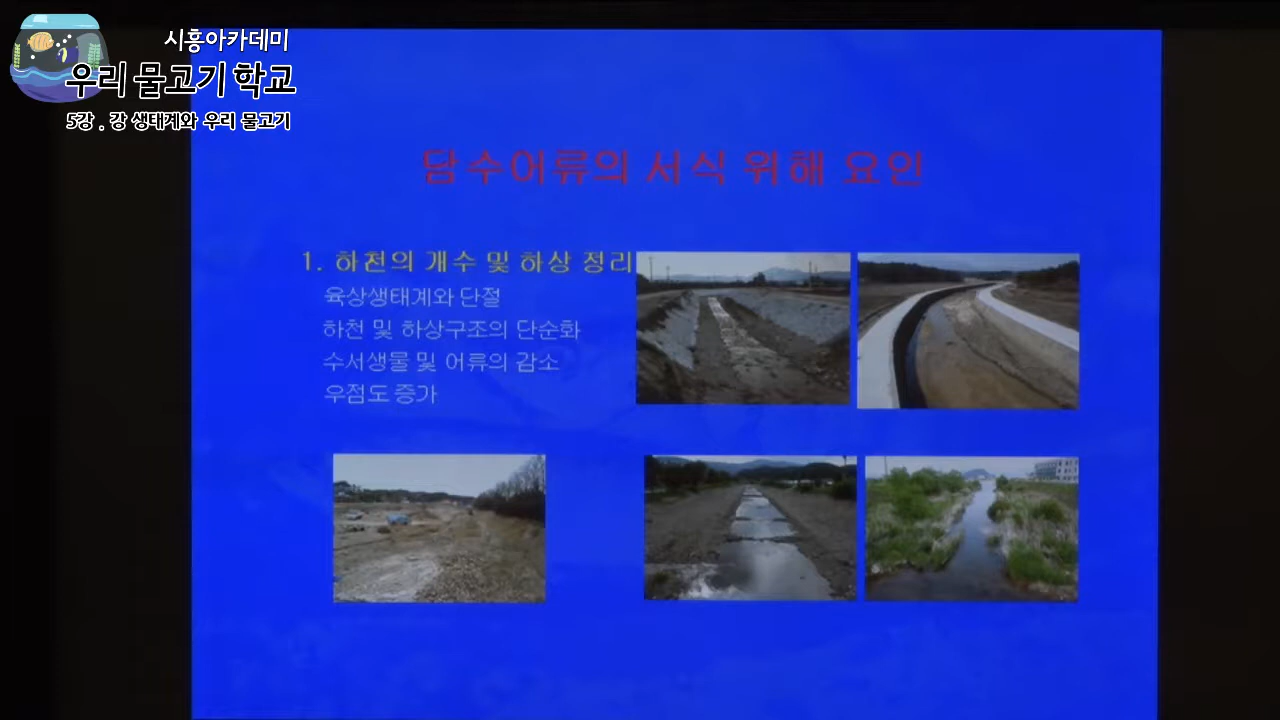 시흥아카데미
우리 물고기 학교
5강 . 강 생태계와 우리 물고기
담수어류의 서식 위해 요인
1. 하천의 개수 및 하상 정리
육상생태계와 단절
하천 및 하상구조의 단순화
수서생물 및 어류의 감소
우점도 증가